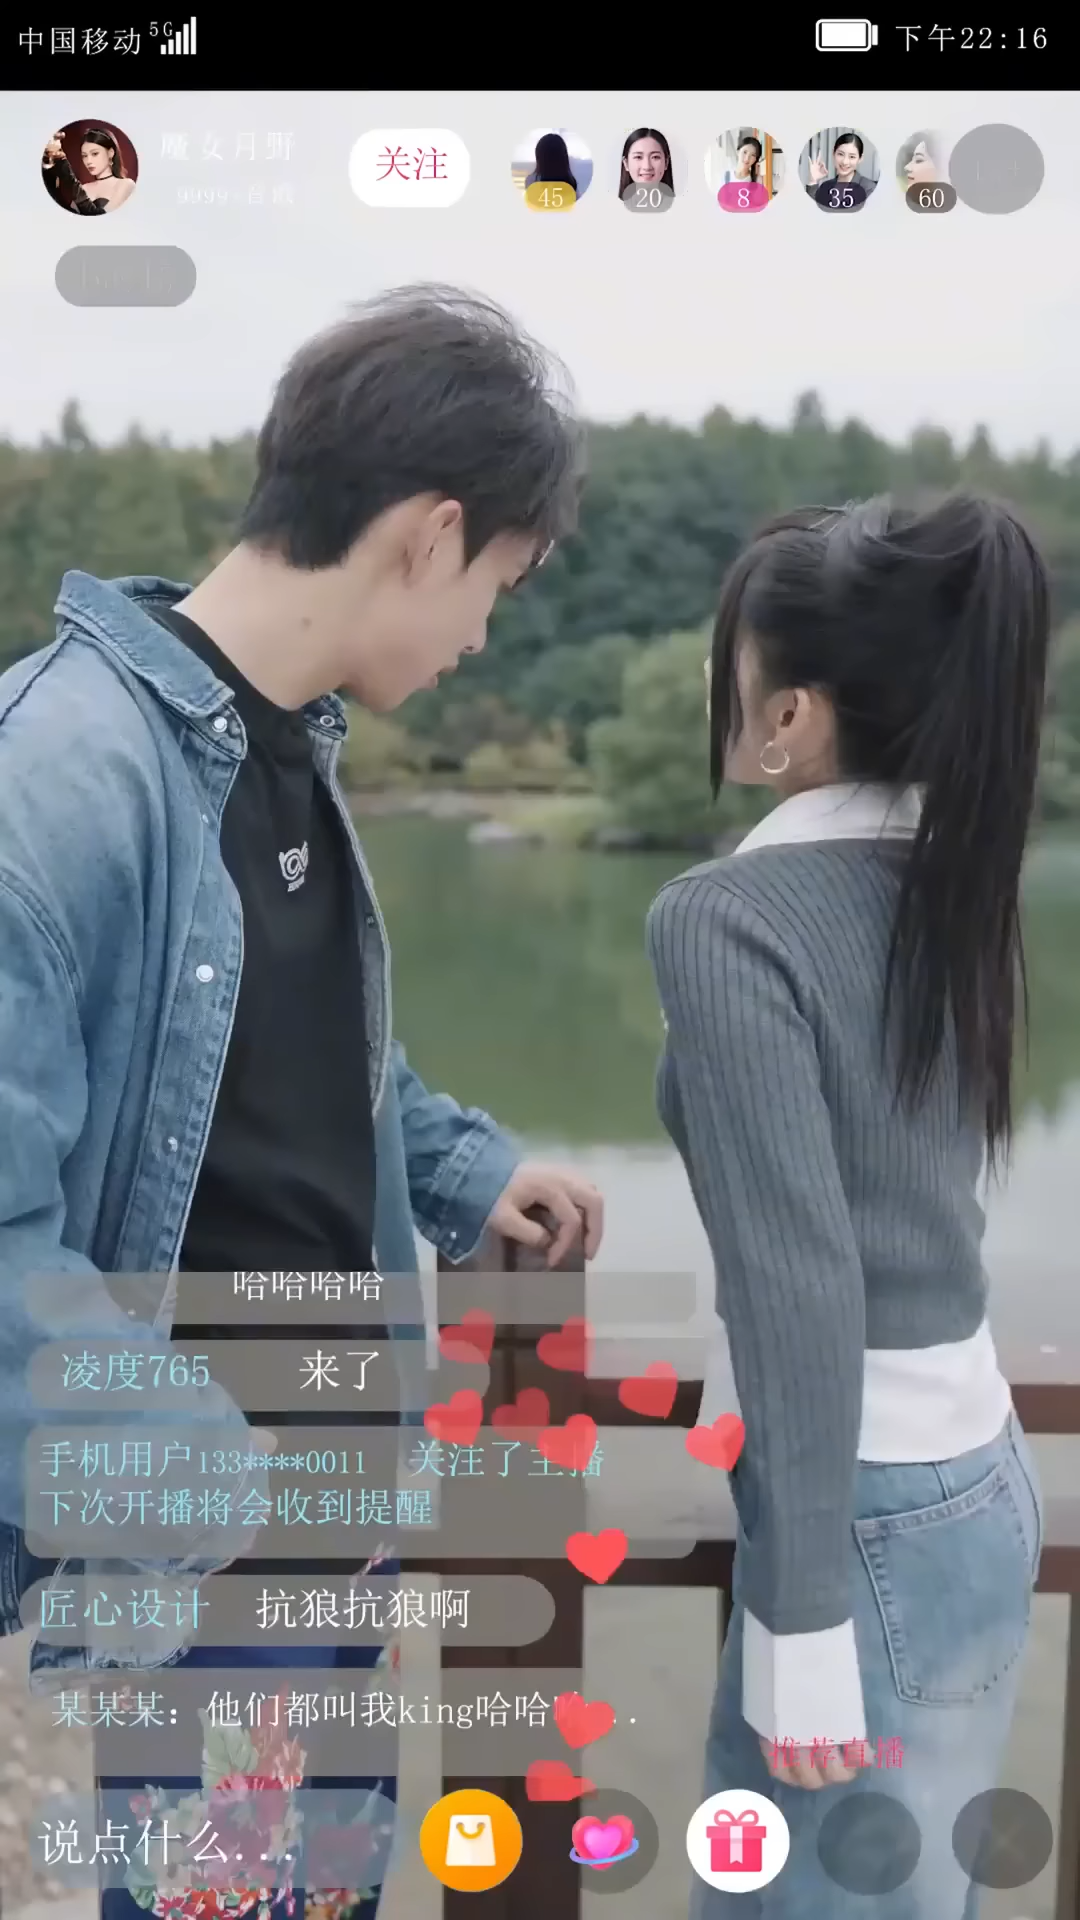 中国移动 5G 下午22:16
魔女月野 关注
45 20 8 35 60
哈哈哈哈
凌度765 来了
手机用户133****0011 关注了主播
下次开播将会收到提醒
匠心设计 抗狼抗狼啊
某某某：他们都叫我king哈哈
推荐直播
说点什么...